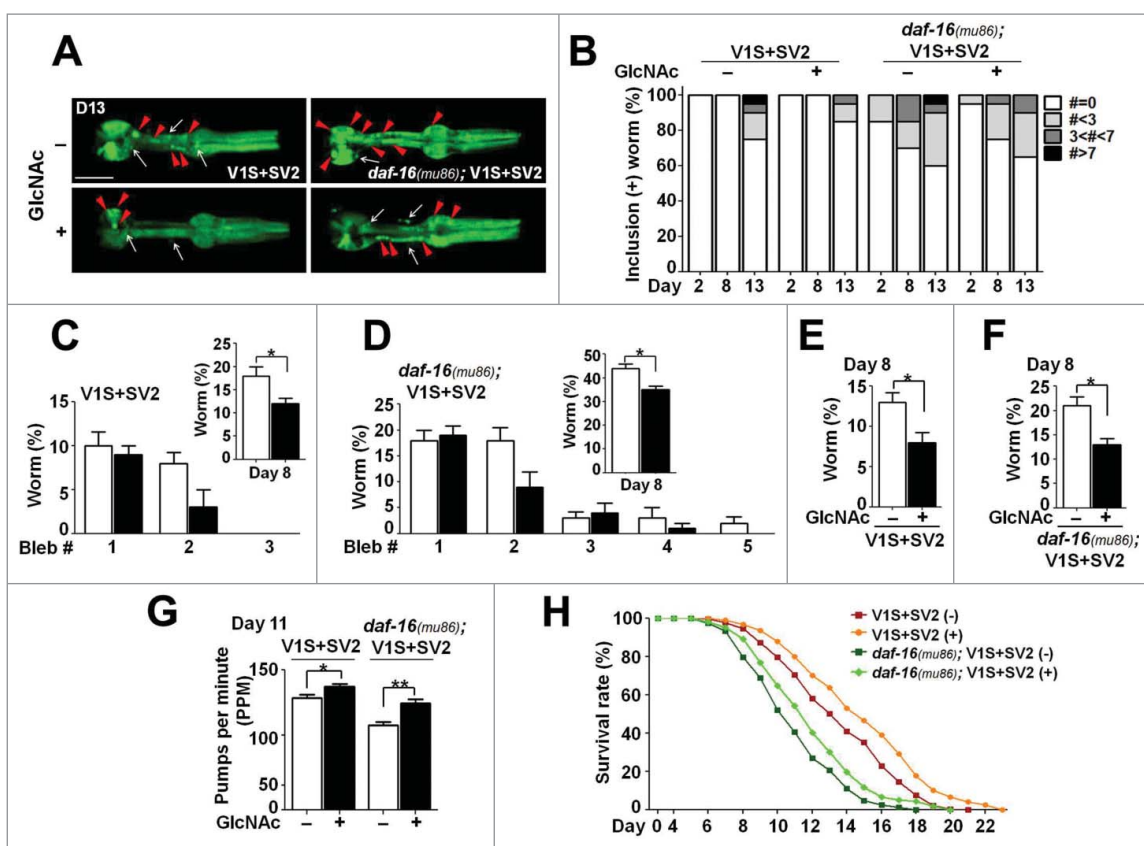 A
D13
GlcNAc
–
+
V1S+SV2
daf-16(mu86); V1S+SV2
B
daf-16(mu86);
V1S+SV2 V1S+SV2
GlcNAc – + – +
Inclusion (+) worm (%)
100
80
60
40
20
0
Day 2 8 13 2 8 13 2 8 13 2 8 13
#=0
#<3
3<#<7
#>7
C
V1S+SV2
Worm (%)
15
10
5
0
Bleb # 1 2 3
Worm (%)
25
20
15
10
5
0
*
Day 8
D
daf-16(mu86);
V1S+SV2
Worm (%)
25
20
15
10
5
0
Bleb # 1 2 3 4 5
Worm (%)
50
40
30
20
10
0
*
Day 8
E
Day 8
*
Worm (%)
15
10
5
0
GlcNAc – +
V1S+SV2
F
Day 8
*
Worm (%)
25
20
15
10
5
0
GlcNAc – +
daf-16(mu86);
V1S+SV2
G
Day 11
daf-16(mu86);
V1S+SV2 V1S+SV2
* **
Pumps per minute
(PPM)
150
100
50
0
GlcNAc – + – +
H
Survival rate (%)
100
80
60
40
20
0
Day 0 4 6 8 10 12 14 16 18 20 22
V1S+SV2 (-)
V1S+SV2 (+)
daf-16(mu86); V1S+SV2 (-)
daf-16(mu86); V1S+SV2 (+)